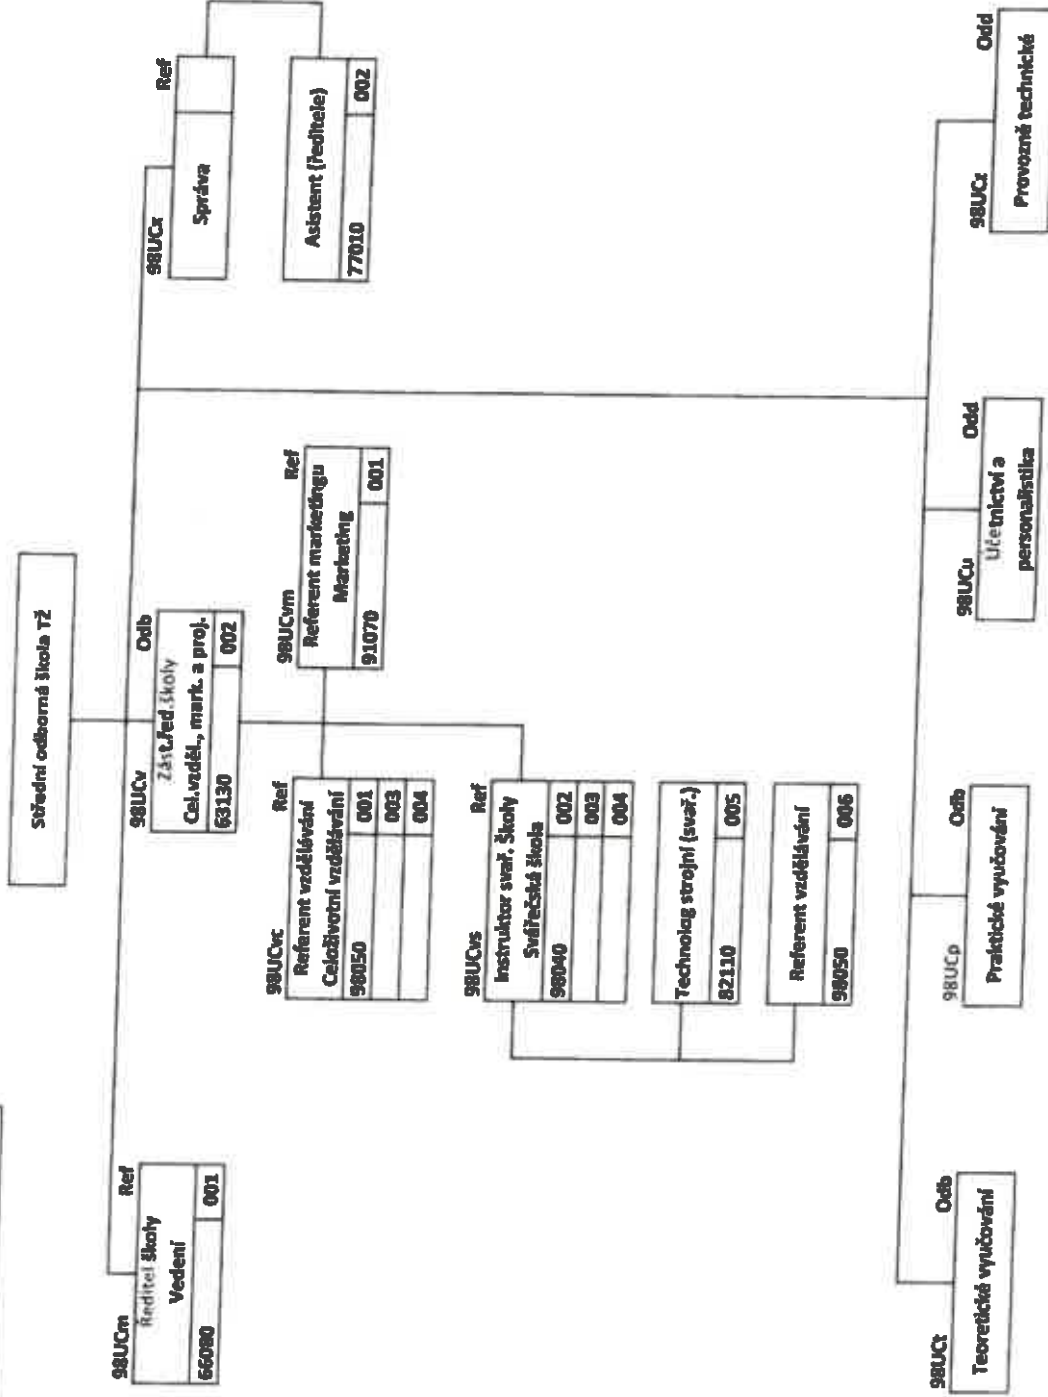 Střední odborná škola TŽ
98UCm Ref
Ředitel školy
Vedení
66080 001
98UCv Odb
Zást.řed.školy
Cel.vzděl., mark. a proj.
63130 002
98UCx Ref
Správa
Asistent (ředitele)
77010 002
98UCvc Ref
Referent vzdělávání
Celoživotní vzdělávání
98050 001
003
004
98UCvm Ref
Referent marketingu
Marketing
91070 001
98UCvs Ref
Instruktor svař. Školy
Svářečská škola
98040 002
003
004
Technolog strojní (svař.)
82110 005
Referent vzdělávání
98050 006
98UCt Odb
Teoretické vyučování
98UCp Odb
Praktické vyučování
98UCu Odd
Účetnictví a
personalistika
98UCz Odd
Provozně technické